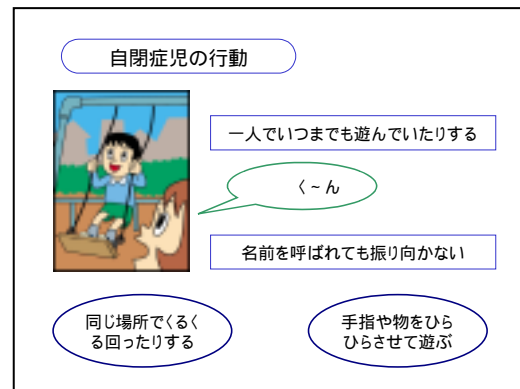 自閉症児の行動
一人でいつまでも遊んでいたりする
く~ん
名前を呼ばれても振り向かない
同じ場所でくるく
る回ったりする
手指や物をひら
ひらさせて遊ぶ